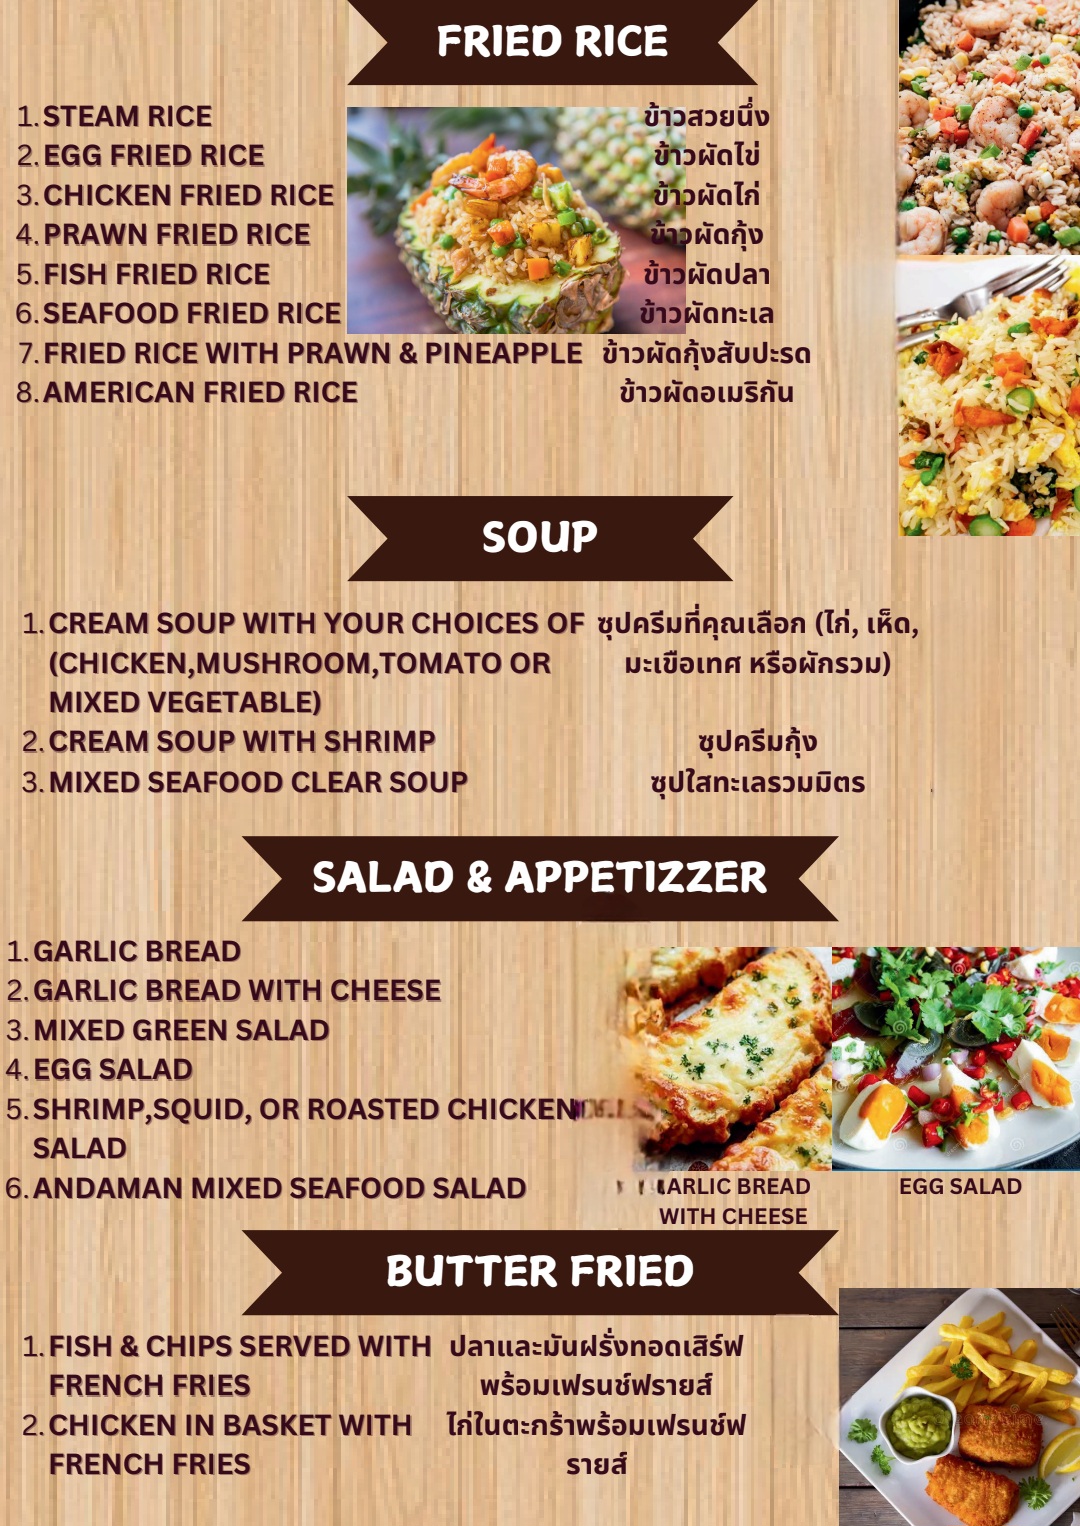 FRIED RICE
1. STEAM RICE ข้าวสวยนึ่ง
2. EGG FRIED RICE ข้าวผัดไข่
3. CHICKEN FRIED RICE ข้าวผัดไก่
4. PRAWN FRIED RICE ข้าวผัดกุ้ง
5. FISH FRIED RICE ข้าวผัดปลา
6. SEAFOOD FRIED RICE ข้าวผัดทะเล
7. FRIED RICE WITH PRAWN & PINEAPPLE ข้าวผัดกุ้งสับปะรด
8. AMERICAN FRIED RICE ข้าวผัดอเมริกัน
SOUP
1. CREAM SOUP WITH YOUR CHOICES OF ซุปครีมที่คุณเลือก (ไก่, เห็ด,
(CHICKEN,MUSHROOM,TOMATO OR มะเขือเทศ หรือผักรวม)
MIXED VEGETABLE)
2. CREAM SOUP WITH SHRIMP ซุปครีมกุ้ง
3. MIXED SEAFOOD CLEAR SOUP ซุปใสทะเลรวมมิตร
SALAD & APPETIZZER
1. GARLIC BREAD
2. GARLIC BREAD WITH CHEESE
3. MIXED GREEN SALAD
4. EGG SALAD
5. SHRIMP,SQUID, OR ROASTED CHICKEN
SALAD
6. ANDAMAN MIXED SEAFOOD SALAD
GARLIC BREAD
WITH CHEESE
EGG SALAD
BUTTER FRIED
1. FISH & CHIPS SERVED WITH ปลาและมันฝรั่งทอดเสิร์ฟ
FRENCH FRIES พร้อมเฟรนช์ฟรายส์
2. CHICKEN IN BASKET WITH ไก่ในตะกร้าพร้อมเฟรนช์ฟ
FRENCH FRIES รายส์